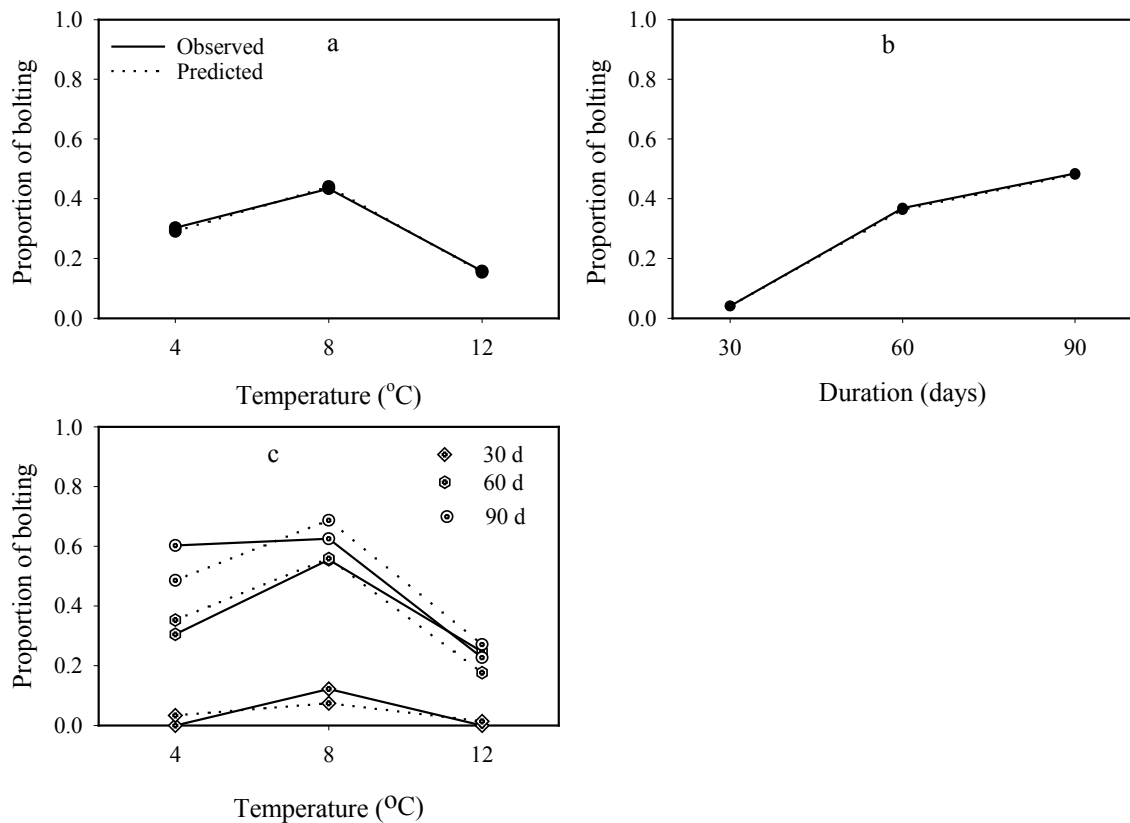 1.0
0.8
0.6
0.4
0.2
0.0
Proportion of bolting
Observed
Predicted
a
4 8 12
Temperature (°C)
1.0
0.8
0.6
0.4
0.2
0.0
Proportion of bolting
b
30 60 90
Duration (days)
1.0
0.8
0.6
0.4
0.2
0.0
Proportion of bolting
c
30 d
60 d
90 d
4 8 12
Temperature (°C)